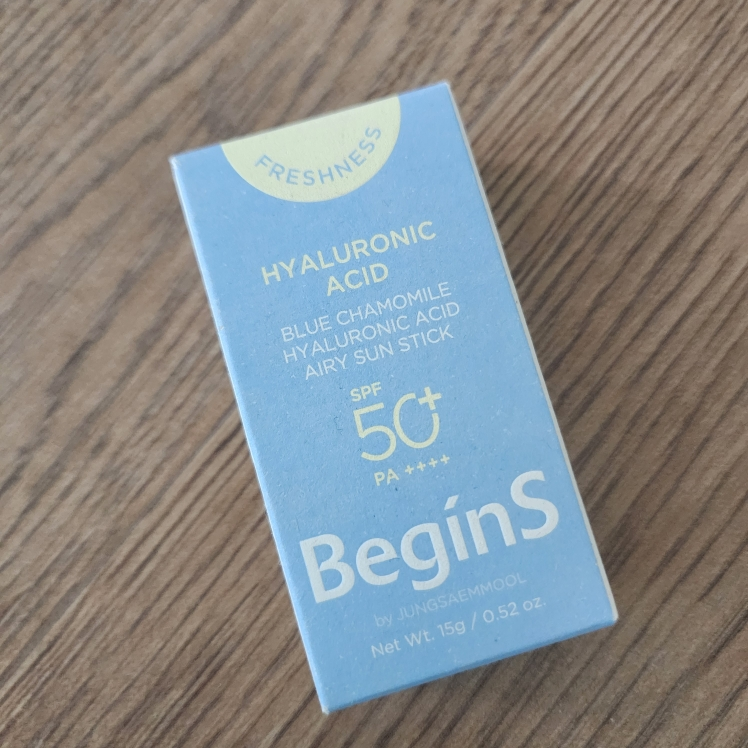 FRESHNESS
HYALURONIC
ACID
BLUE CHAMOMILE
HYALURONIC ACID
AIRY SUN STICK
SPF
50+
PA ++++
BegínS
by JUNGSAEMMOOL
Net Wt. 15g / 0.52 oz.